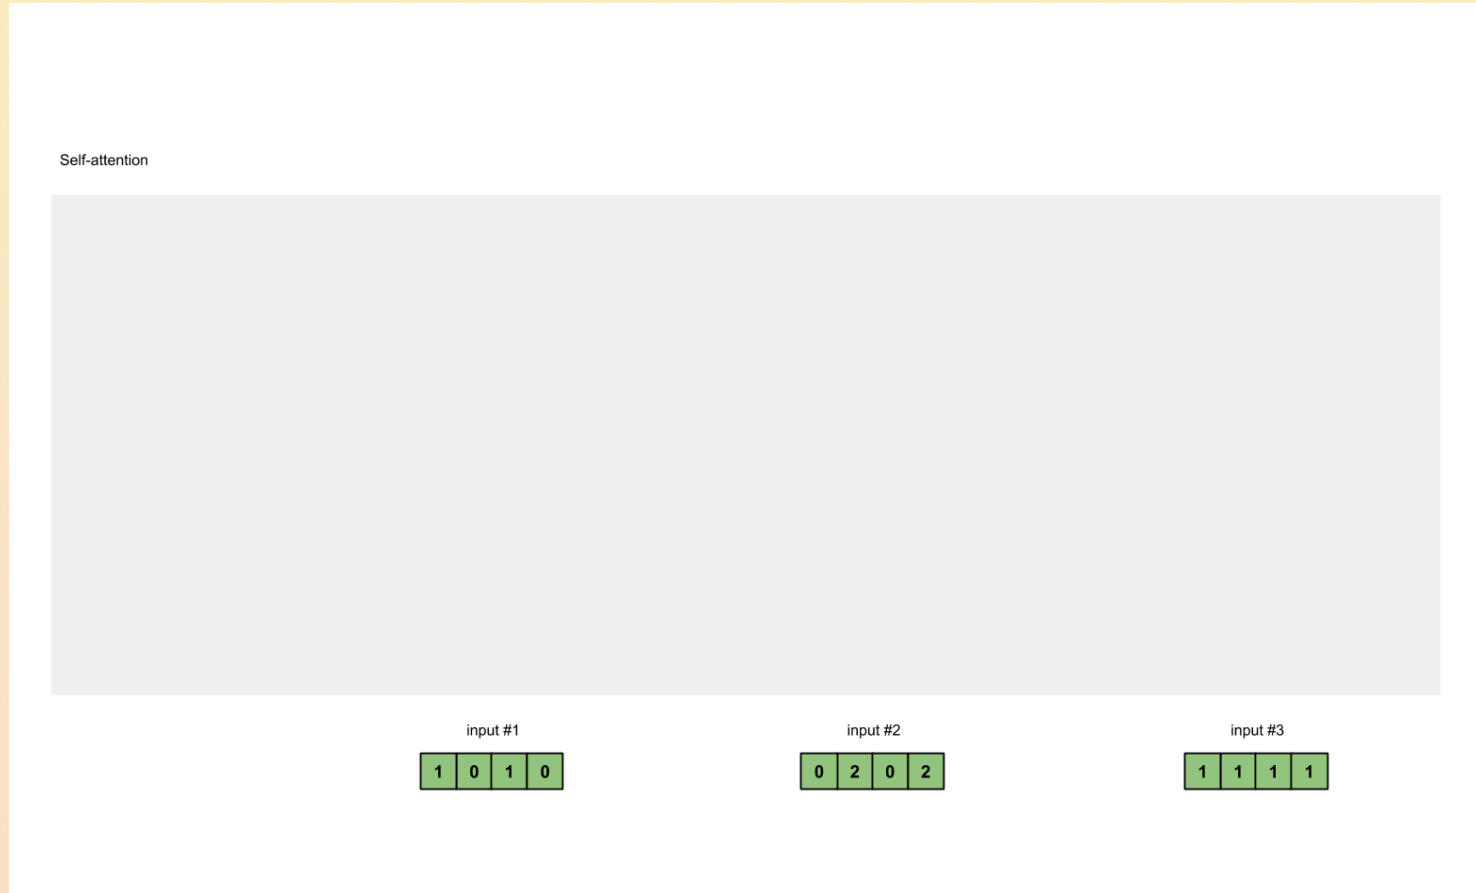 Self-attention
input #1 input #2 input #3
1 0 1 0 0 2 0 2 1 1 1 1